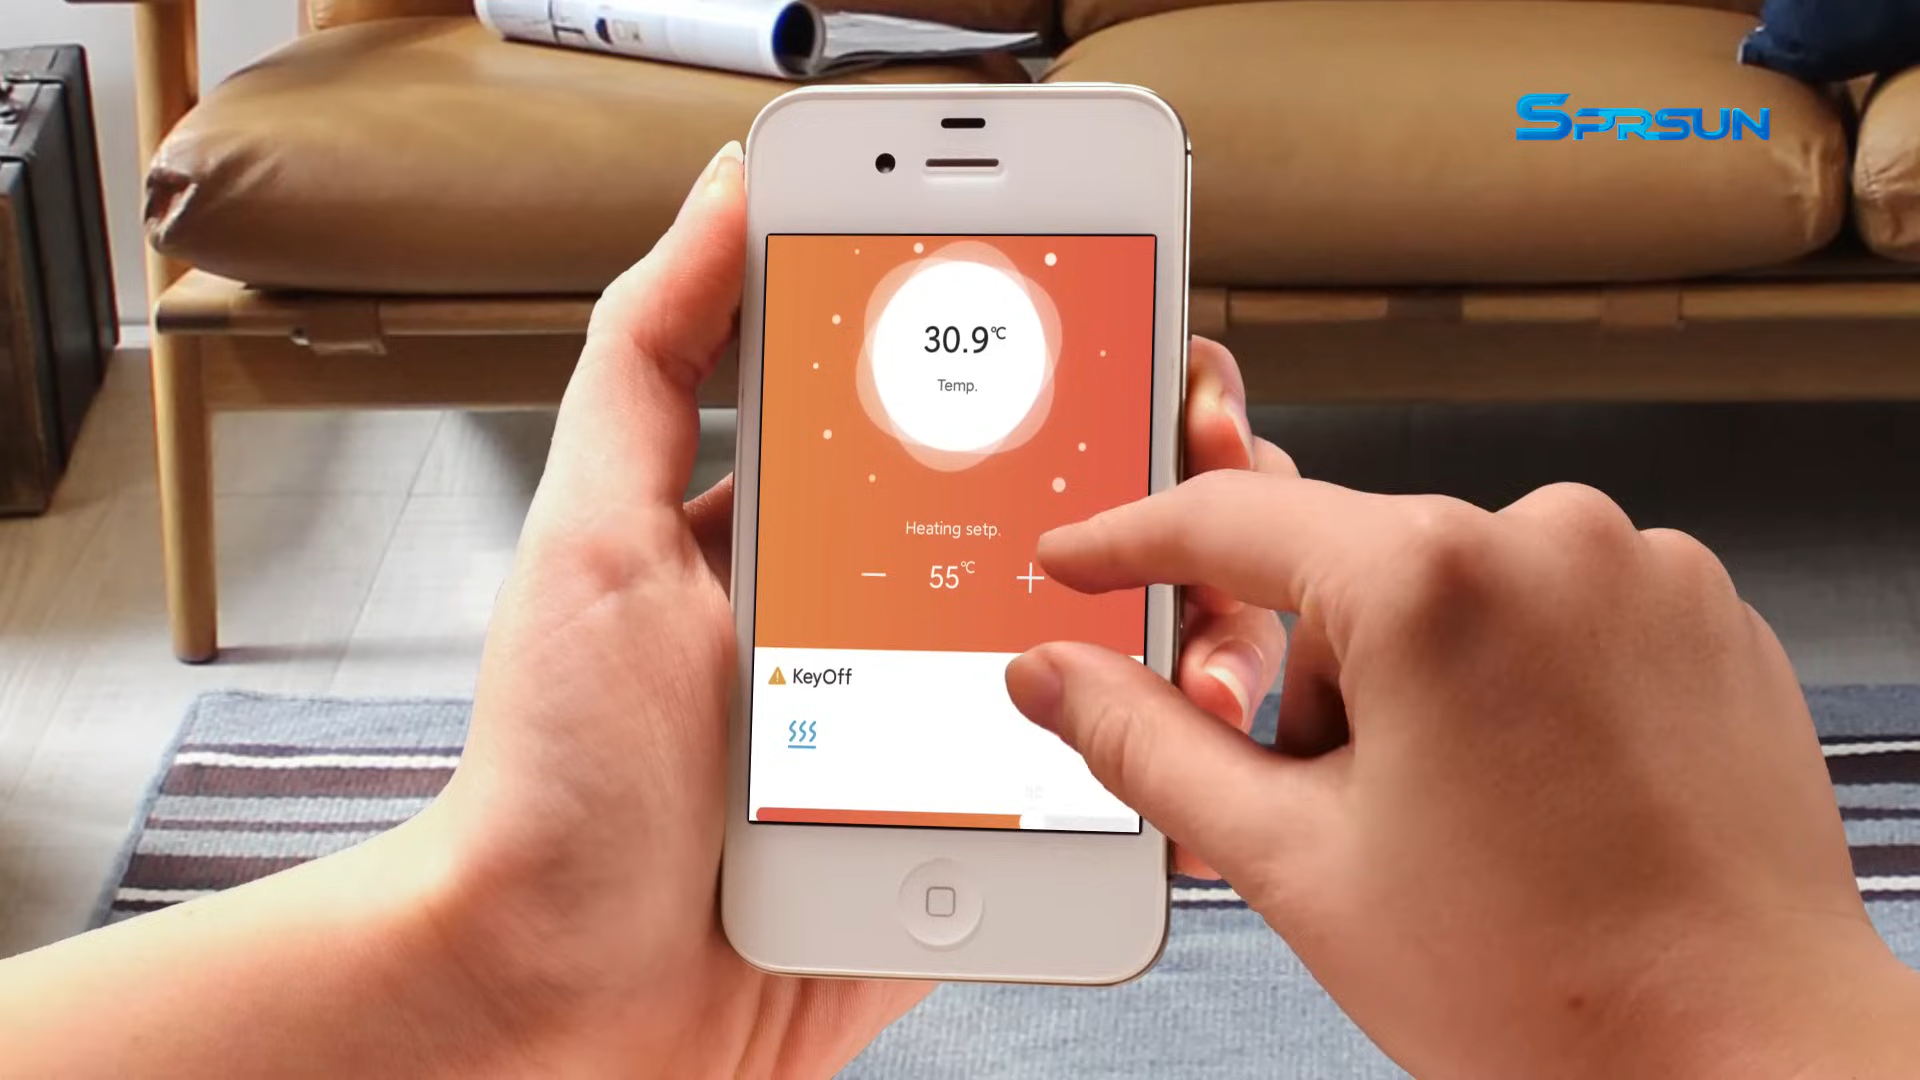 SPRSUN
30.9℃
Temp.
Heating setp.
− 55℃ +
KeyOff